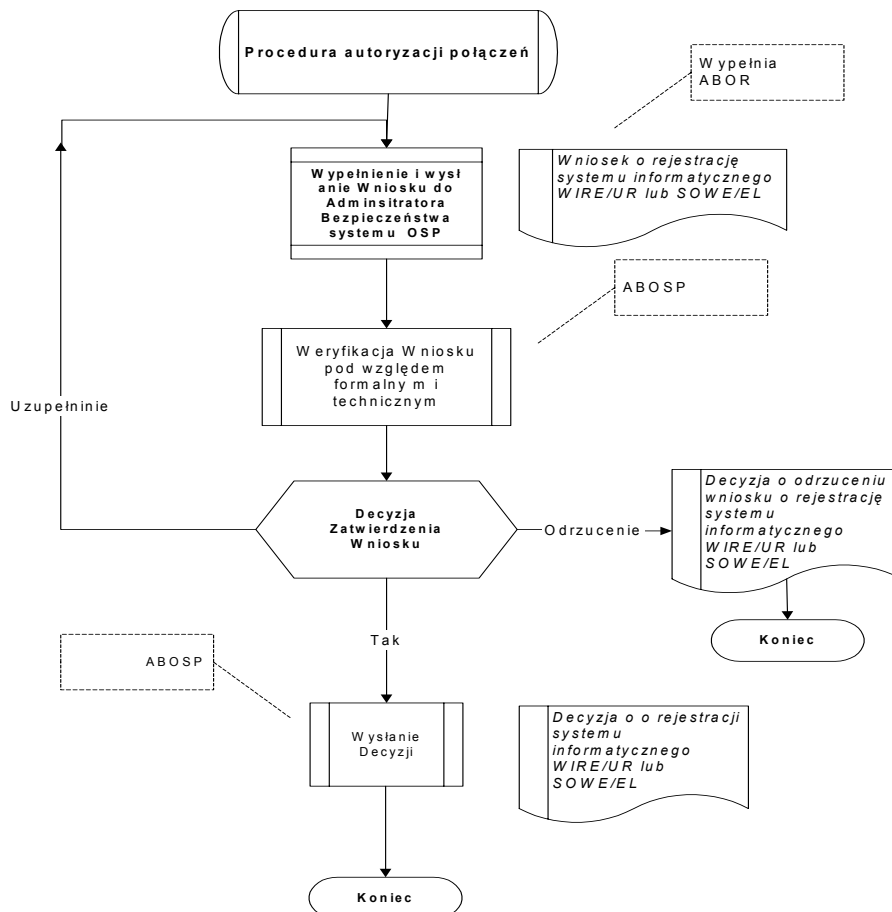 Procedura autoryzacji połączeń
Wypełnia
ABOR
Wypełnienie i wysł
anie Wniosku do
Adminsitratora
Bezpieczeństwa
systemu OSP
Wniosek o rejestrację
systemu informatycznego
WIRE/UR lub SOWE/EL
ABOSP
Weryfikacja Wniosku
pod względem
formalnym i
technicznym
Uzupełninie
Decyzja
Zatwierdzenia
Wniosku
Odrzucenie
Decyzja o odrzuceniu
wniosku o rejestrację
systemu
informatycznego
WIRE/UR lub
SOWE/EL
Koniec
Tak
ABOSP
Wysłanie
Decyzji
Decyzja o o rejestracji
systemu
informatycznego
WIRE/UR lub
SOWE/EL
Koniec